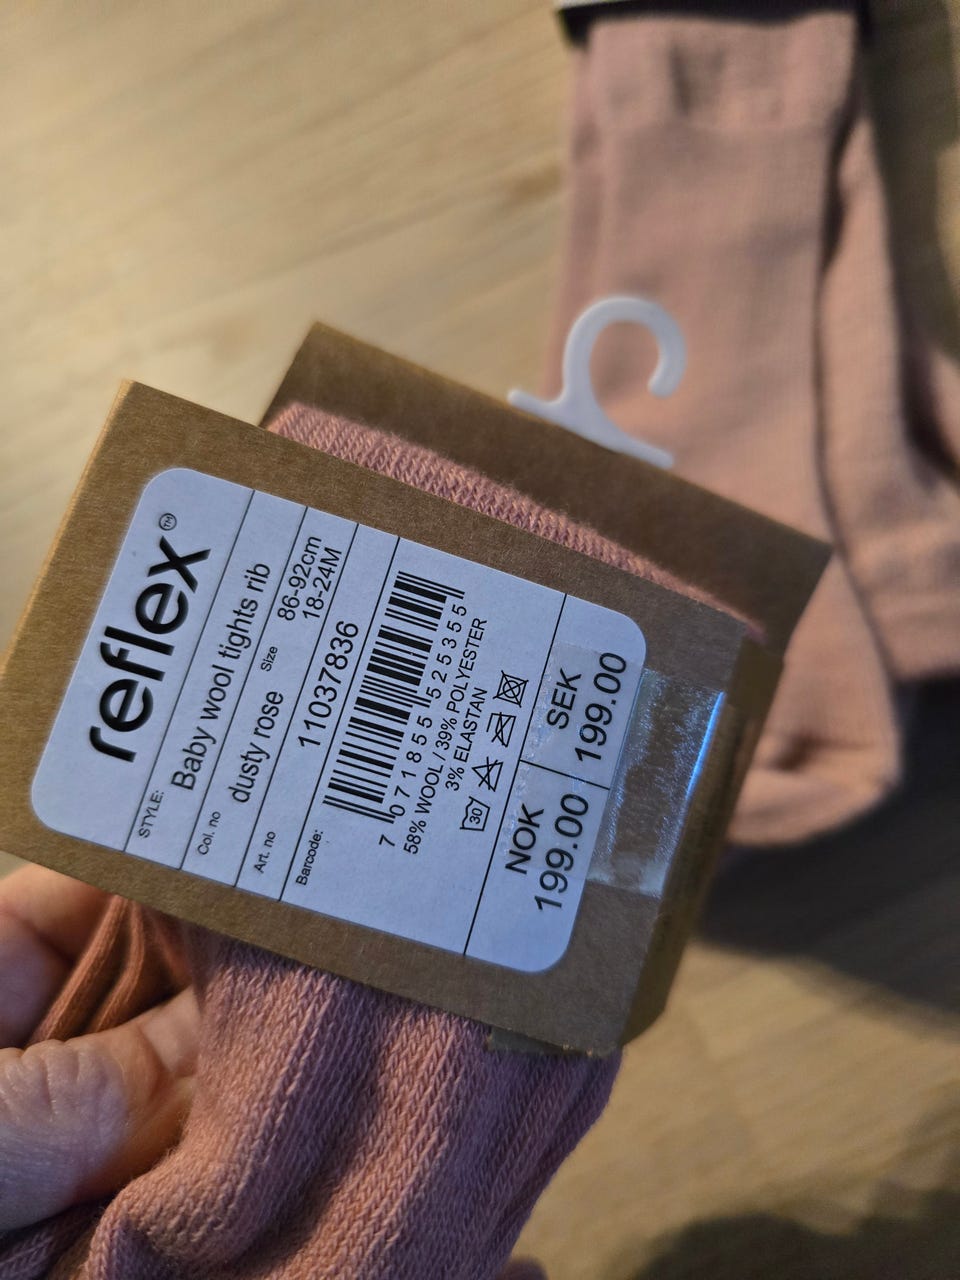 reflex™
STYLE: Baby wool tights rib
Col. no dusty rose Size 86-92cm
18-24M
Art. no 11037836
Barcode:
7 071855 525355
58% WOOL / 39% POLYESTER
3% ELASTAN
30
NOK SEK
199.00 199.00